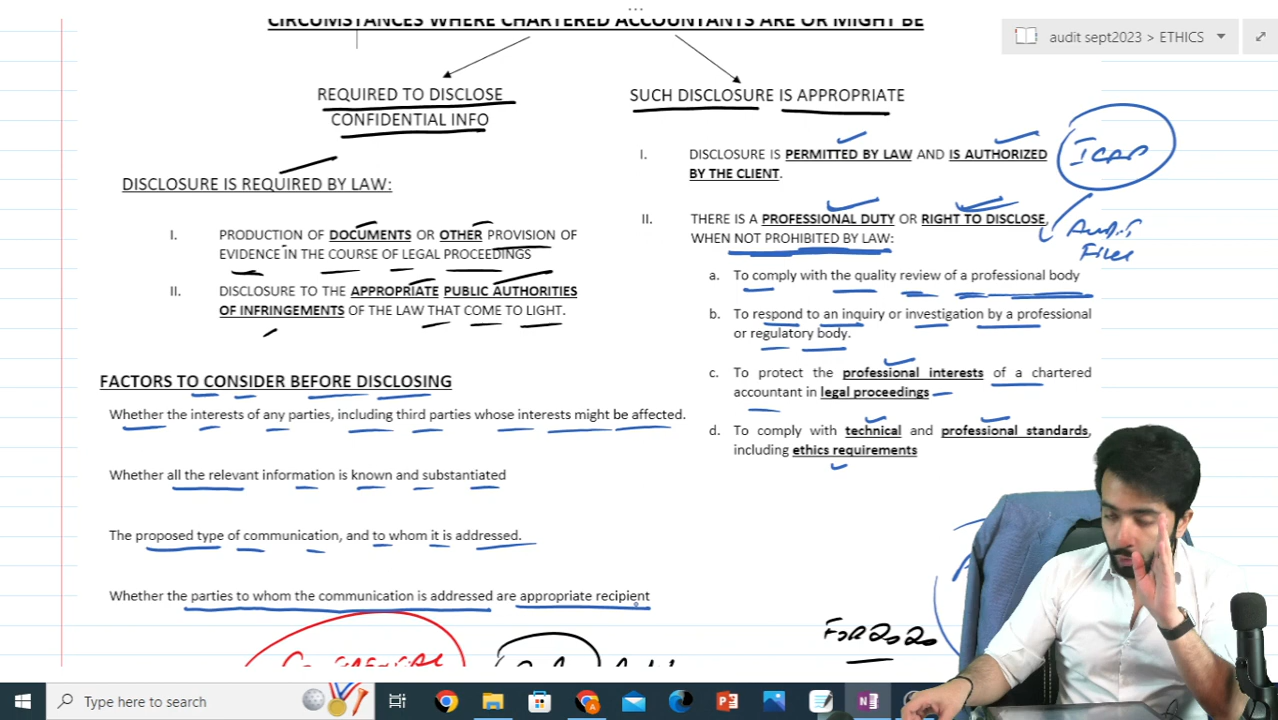 CIRCUMSTANCES WHERE CHARTERED ACCOUNTANTS ARE OR MIGHT BE
audit sept2023 > ETHICS
REQUIRED TO DISCLOSE
CONFIDENTIAL INFO
DISCLOSURE IS REQUIRED BY LAW:
I. PRODUCTION OF DOCUMENTS OR OTHER PROVISION OF
EVIDENCE IN THE COURSE OF LEGAL PROCEEDINGS
II. DISCLOSURE TO THE APPROPRIATE PUBLIC AUTHORITIES
OF INFRINGEMENTS OF THE LAW THAT COME TO LIGHT.
SUCH DISCLOSURE IS APPROPRIATE
I. DISCLOSURE IS PERMITTED BY LAW AND IS AUTHORIZED
BY THE CLIENT.
II. THERE IS A PROFESSIONAL DUTY OR RIGHT TO DISCLOSE,
WHEN NOT PROHIBITED BY LAW:
a. To comply with the quality review of a professional body
b. To respond to an inquiry or investigation by a professional
or regulatory body.
c. To protect the professional interests of a chartered
accountant in legal proceedings
d. To comply with technical and professional standards,
including ethics requirements
ICAP
Audit
Files
FACTORS TO CONSIDER BEFORE DISCLOSING
Whether the interests of any parties, including third parties whose interests might be affected.
Whether all the relevant information is known and substantiated
The proposed type of communication, and to whom it is addressed.
Whether the parties to whom the communication is addressed are appropriate recipient
For 2020
Type here to search